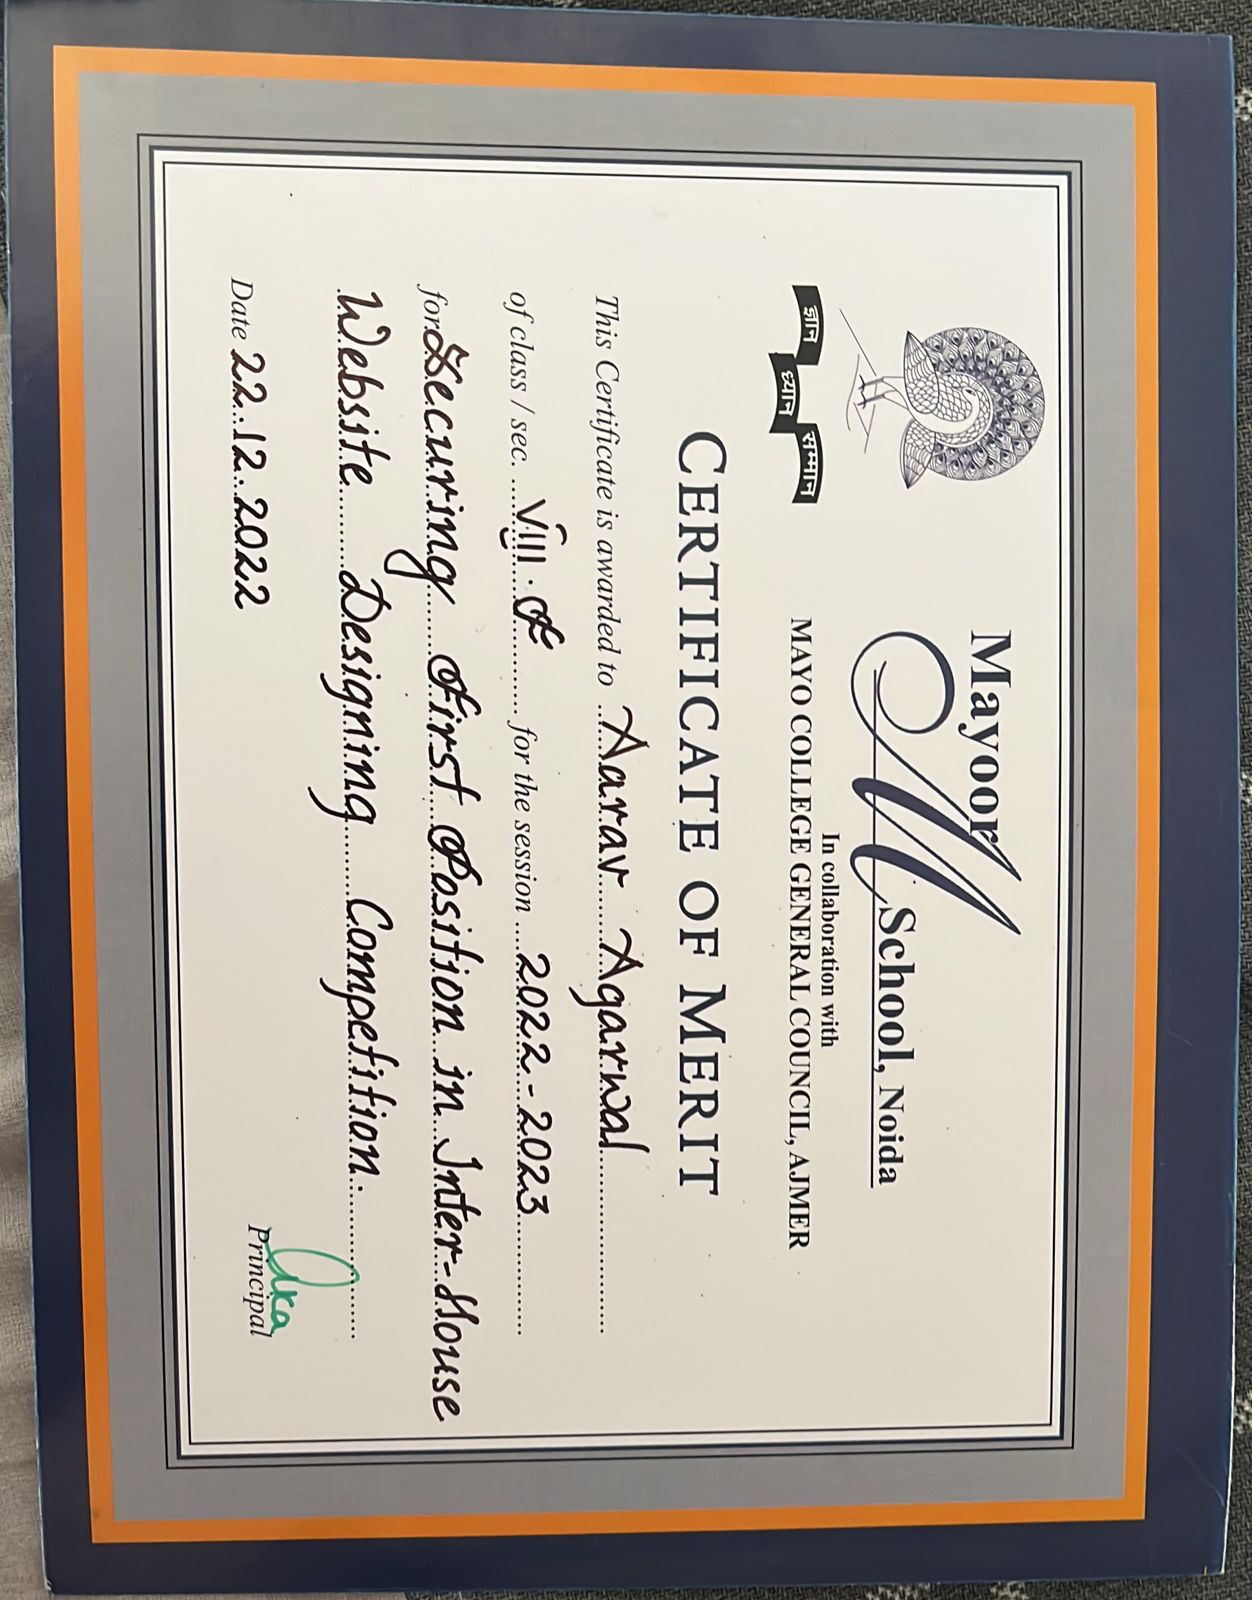 ज्ञान ध्यान सम्मान
Mayoor School, Noida
In collaboration with
MAYO COLLEGE GENERAL COUNCIL, AJMER
CERTIFICATE OF MERIT
This Certificate is awarded to Aarav Agarwal
of class / sec. VIII.F for the session 2022-2023
for Securing First Position in Inter-House
Website Designing Competition.
Date 22.12.2022
Principal